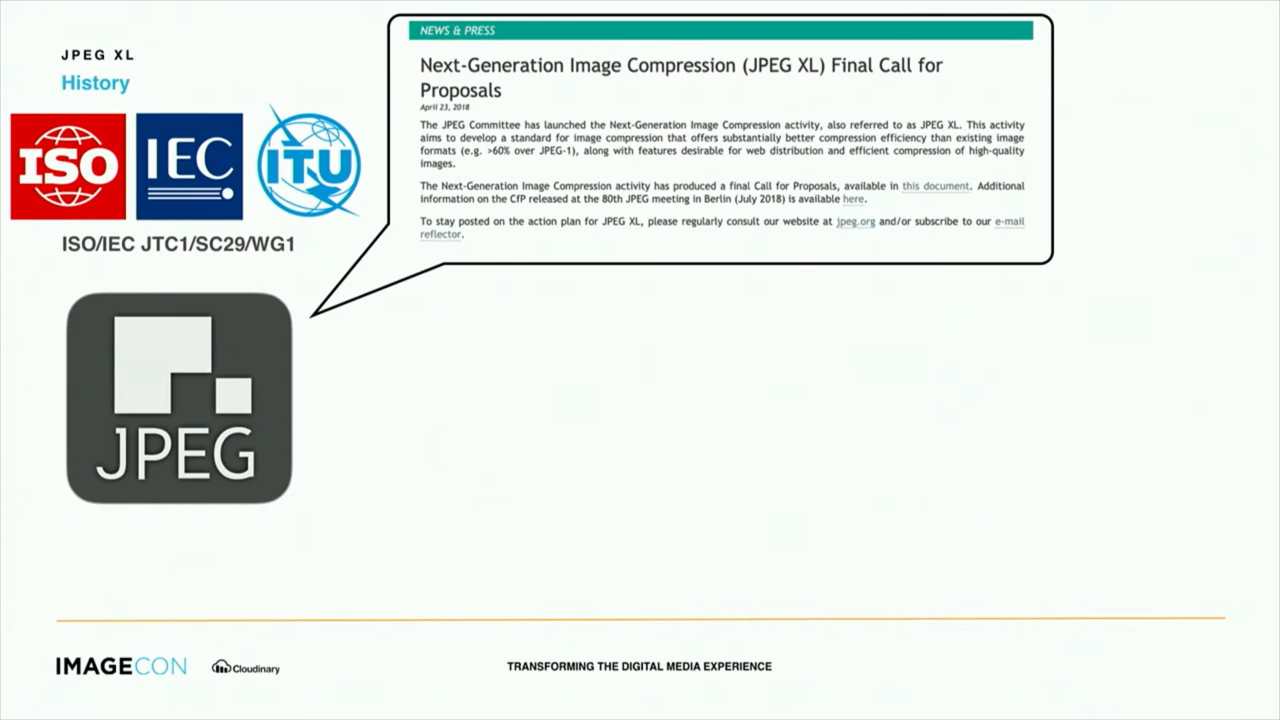 JPEG XL
History
ISO
IEC
ITU
ISO/IEC JTC1/SC29/WG1
JPEG
NEWS & PRESS
Next-Generation Image Compression (JPEG XL) Final Call for
Proposals
April 23, 2018
The JPEG Committee has launched the Next-Generation Image Compression activity, also referred to as JPEG XL. This activity
aims to develop a standard for image compression that offers substantially better compression efficiency than existing image
formats (e.g. >60% over JPEG-1), along with features desirable for web distribution and efficient compression of high-quality
images.
The Next-Generation Image Compression activity has produced a final Call for Proposals, available in this document. Additional
information on the CfP released at the 80th JPEG meeting in Berlin (July 2018) is available here.
To stay posted on the action plan for JPEG XL, please regularly consult our website at jpeg.org and/or subscribe to our e-mail
reflector.
IMAGECON
Cloudinary
TRANSFORMING THE DIGITAL MEDIA EXPERIENCE